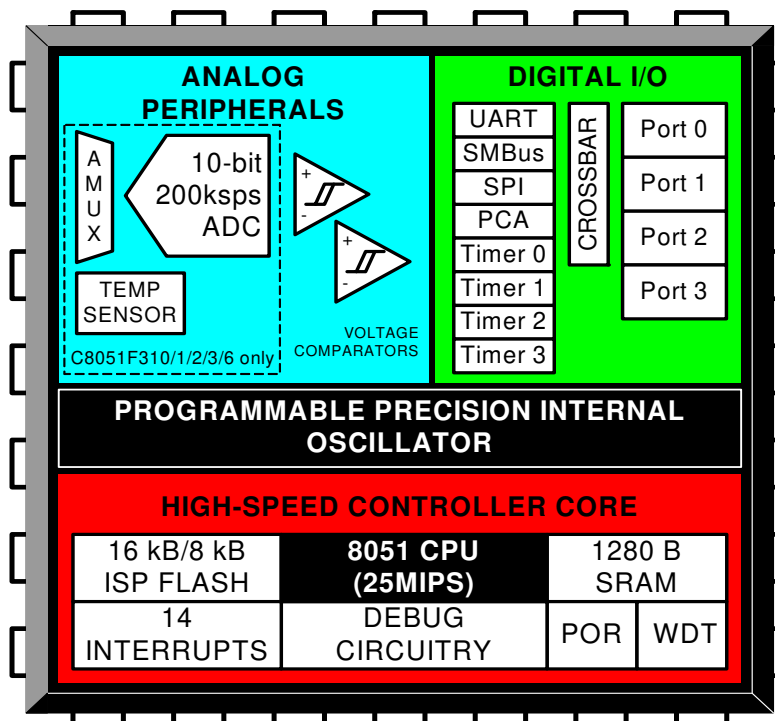 ANALOG
PERIPHERALS
A
M
U
X
10-bit
200ksps
ADC
+
-
+
-
TEMP
SENSOR
VOLTAGE
COMPARATORS
C8051F310/1/2/3/6 only
DIGITAL I/O
UART
SMBus
SPI
PCA
Timer 0
Timer 1
Timer 2
Timer 3
CROSSBAR
Port 0
Port 1
Port 2
Port 3
PROGRAMMABLE PRECISION INTERNAL
OSCILLATOR
HIGH-SPEED CONTROLLER CORE
16 kB/8 kB
ISP FLASH
8051 CPU
(25MIPS)
1280 B
SRAM
14
INTERRUPTS
DEBUG
CIRCUITRY
POR
WDT